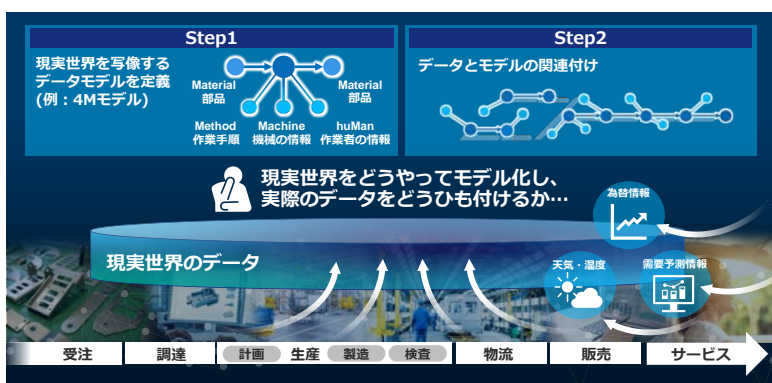 Step1
現実世界を写像する
データモデルを定義
(例：4Mモデル)
Material
部品
Material
部品
Method
作業手順
Machine
機械の情報
huMan
作業者の情報
Step2
データとモデルの関連付け
現実世界をどうやってモデル化し、
実際のデータをどうひも付けるか…
為替情報
現実世界のデータ
天気・湿度
需要予測情報
受注
調達
計画
生産
製造
検査
物流
販売
サービス